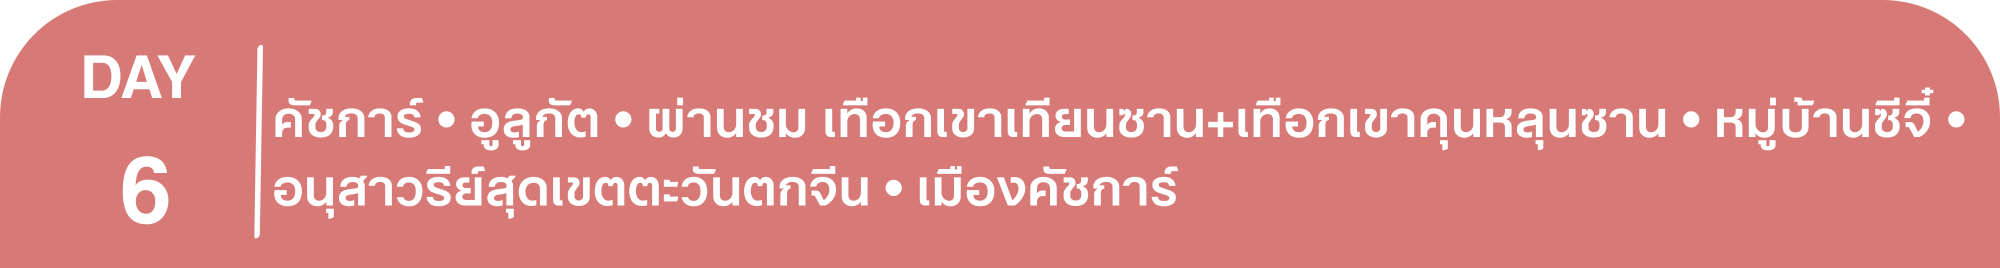 DAY
6
คัชการ์ • อูลูกัต • ผ่านชม เทือกเขาเทียนซาน+เทือกเขาคุนหลุนซาน • หมู่บ้านซีจี๋ •
อนุสาวรีย์สุดเขตตะวันตกจีน • เมืองคัชการ์